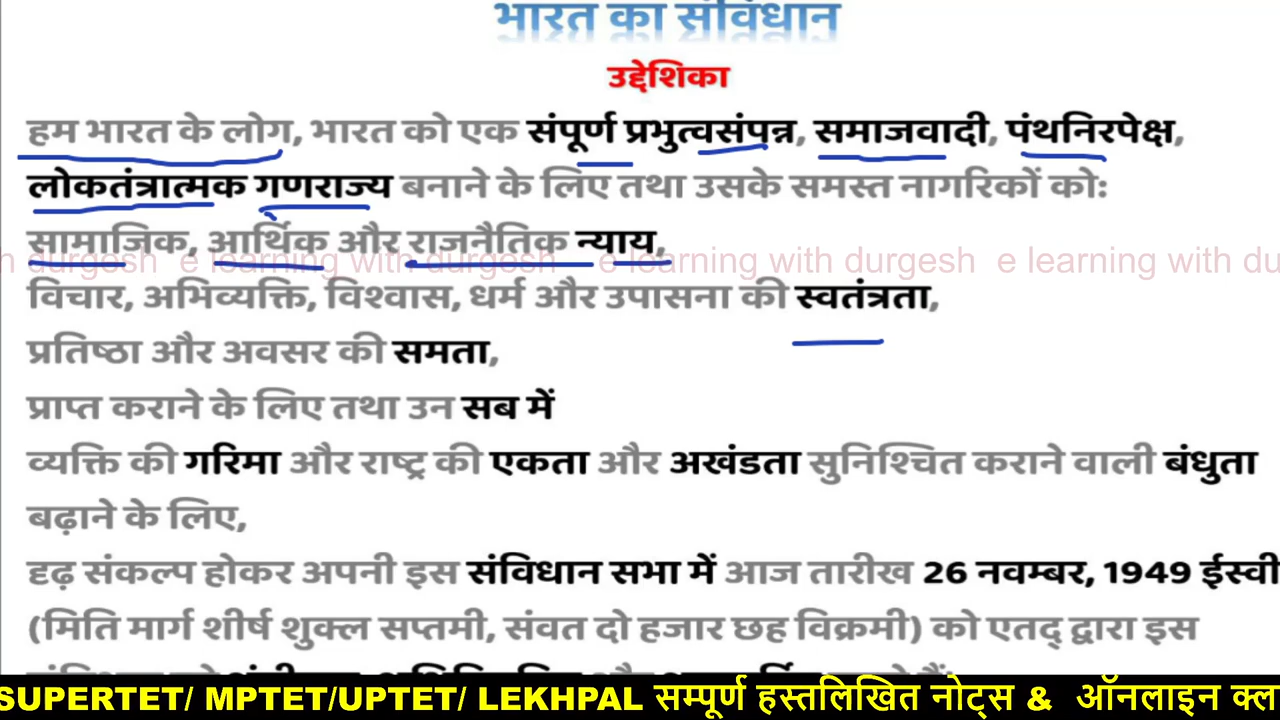 भारत का संविधान
उद्देशिका
हम भारत के लोग, भारत को एक संपूर्ण प्रभुत्वसंपन्न, समाजवादी, पंथनिरपेक्ष,
लोकतंत्रात्मक गणराज्य बनाने के लिए तथा उसके समस्त नागरिकों को:
सामाजिक, आर्थिक और राजनैतिक न्याय,
h durgesh e learning with durgesh e learning with durgesh e learning with du
विचार, अभिव्यक्ति, विश्वास, धर्म और उपासना की स्वतंत्रता,
प्रतिष्ठा और अवसर की समता,
प्राप्त कराने के लिए तथा उन सब में
व्यक्ति की गरिमा और राष्ट्र की एकता और अखंडता सुनिश्चित कराने वाली बंधुता
बढ़ाने के लिए,
दृढ़ संकल्प होकर अपनी इस संविधान सभा में आज तारीख 26 नवम्बर, 1949 ईस्वी
(मिति मार्ग शीर्ष शुक्ल सप्तमी, संवत दो हजार छह विक्रमी) को एतद् द्वारा इस
SUPERTET/ MPTET/UPTET/ LEKHPAL सम्पूर्ण हस्तलिखित नोट्स & ऑनलाइन क्ल